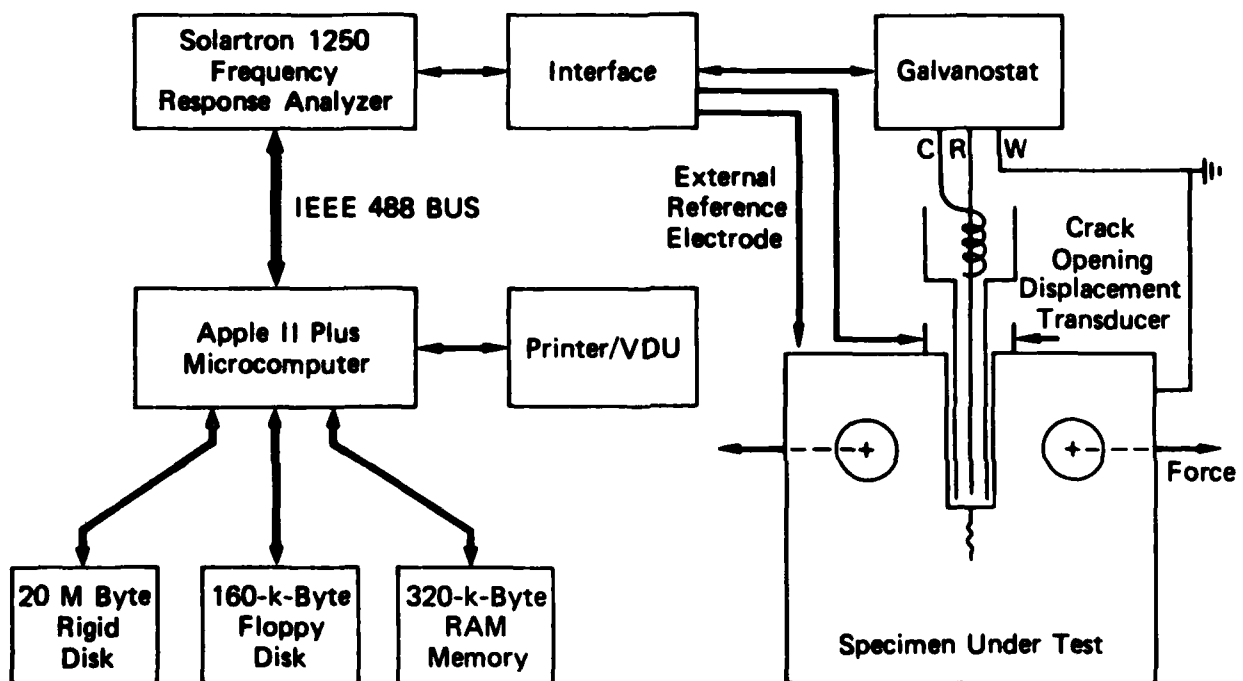 Solartron 1250
Frequency
Response Analyzer
Interface
Galvanostat
C R W
IEEE 488 BUS
External
Reference
Electrode
Crack
Opening
Displacement
Transducer
Apple II Plus
Microcomputer
Printer/VDU
Force
20 M Byte
Rigid
Disk
160-k-Byte
Floppy
Disk
320-k-Byte
RAM
Memory
Specimen Under Test